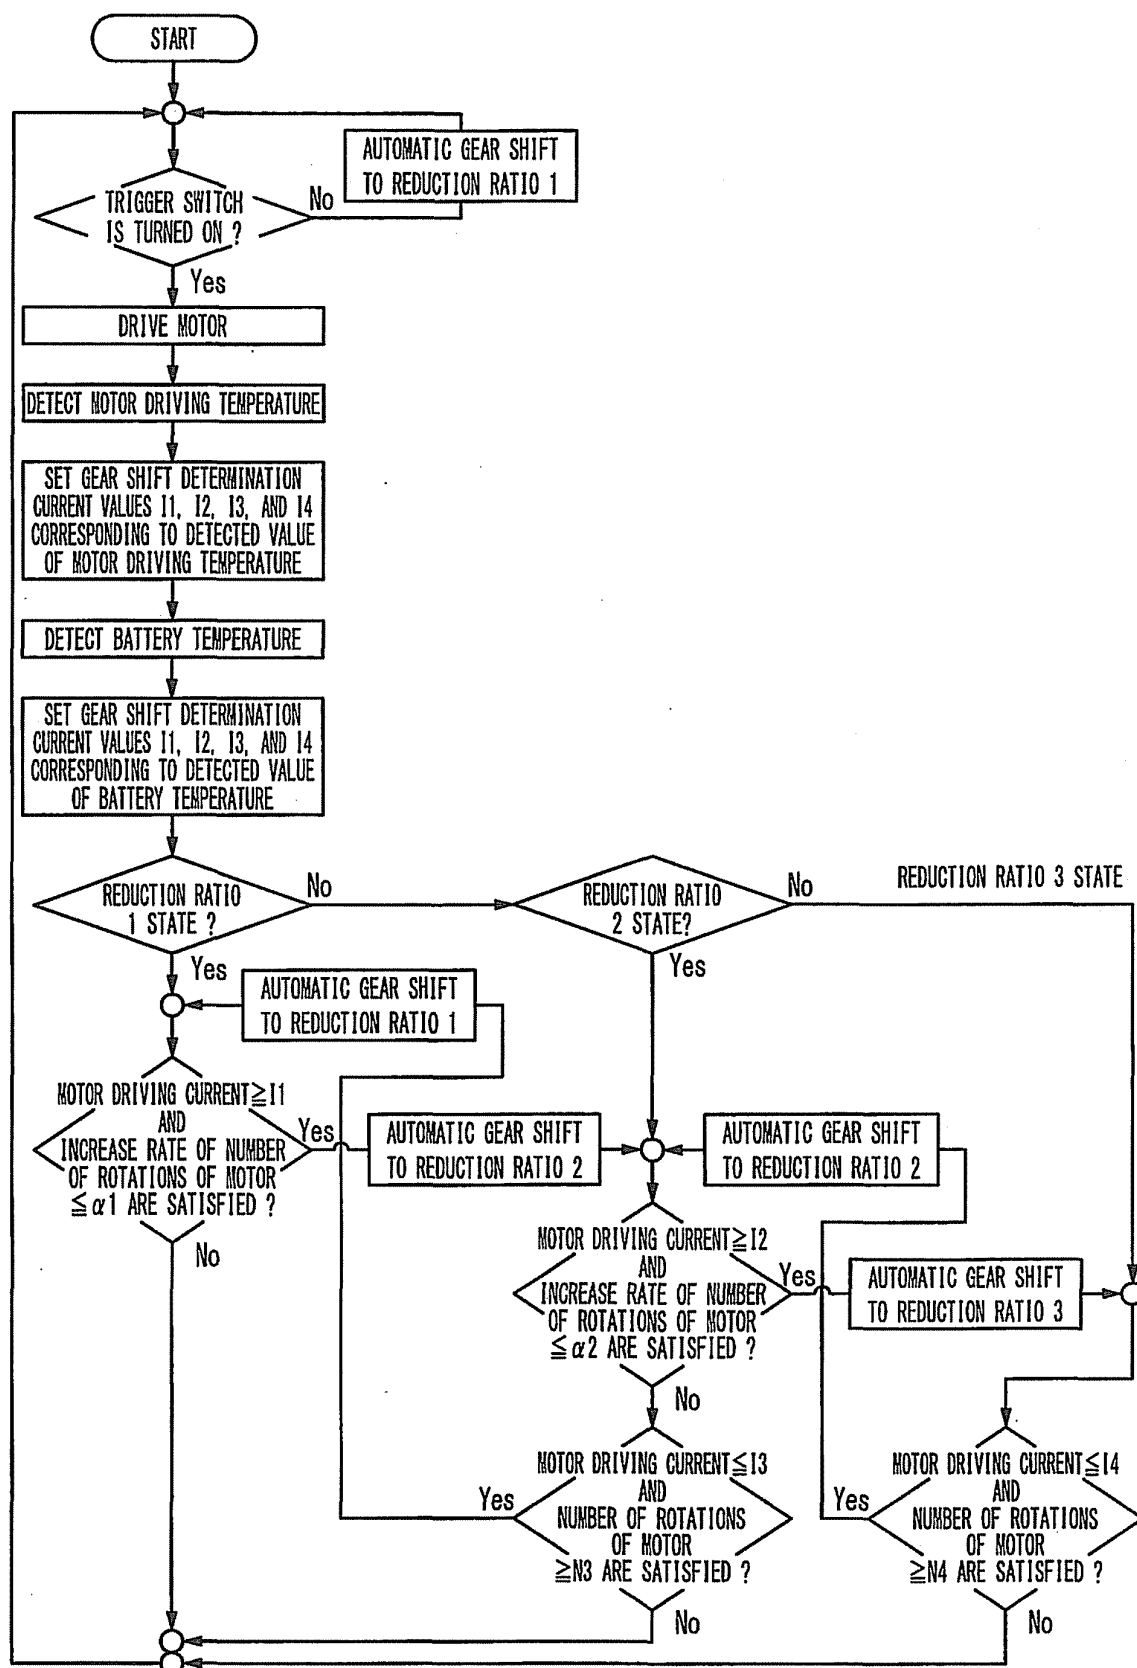 START
AUTOMATIC GEAR SHIFT
TO REDUCTION RATIO 1
TRIGGER SWITCH
IS TURNED ON ?
No
Yes
DRIVE MOTOR
DETECT MOTOR DRIVING TEMPERATURE
SET GEAR SHIFT DETERMINATION
CURRENT VALUES I1, I2, I3, AND I4
CORRESPONDING TO DETECTED VALUE
OF MOTOR DRIVING TEMPERATURE
DETECT BATTERY TEMPERATURE
SET GEAR SHIFT DETERMINATION
CURRENT VALUES I1, I2, I3, AND I4
CORRESPONDING TO DETECTED VALUE
OF BATTERY TEMPERATURE
REDUCTION RATIO
1 STATE ?
No
Yes
REDUCTION RATIO
2 STATE?
No
Yes
REDUCTION RATIO 3 STATE
AUTOMATIC GEAR SHIFT
TO REDUCTION RATIO 1
MOTOR DRIVING CURRENT≧I1
AND
INCREASE RATE OF NUMBER
OF ROTATIONS OF MOTOR
≦α1 ARE SATISFIED ?
Yes
No
AUTOMATIC GEAR SHIFT
TO REDUCTION RATIO 2
AUTOMATIC GEAR SHIFT
TO REDUCTION RATIO 2
MOTOR DRIVING CURRENT≧I2
AND
INCREASE RATE OF NUMBER
OF ROTATIONS OF MOTOR
≦α2 ARE SATISFIED ?
Yes
No
AUTOMATIC GEAR SHIFT
TO REDUCTION RATIO 3
MOTOR DRIVING CURRENT≦I3
AND
NUMBER OF ROTATIONS
OF MOTOR
≧N3 ARE SATISFIED ?
Yes
No
MOTOR DRIVING CURRENT≦I4
AND
NUMBER OF ROTATIONS
OF MOTOR
≧N4 ARE SATISFIED ?
Yes
No